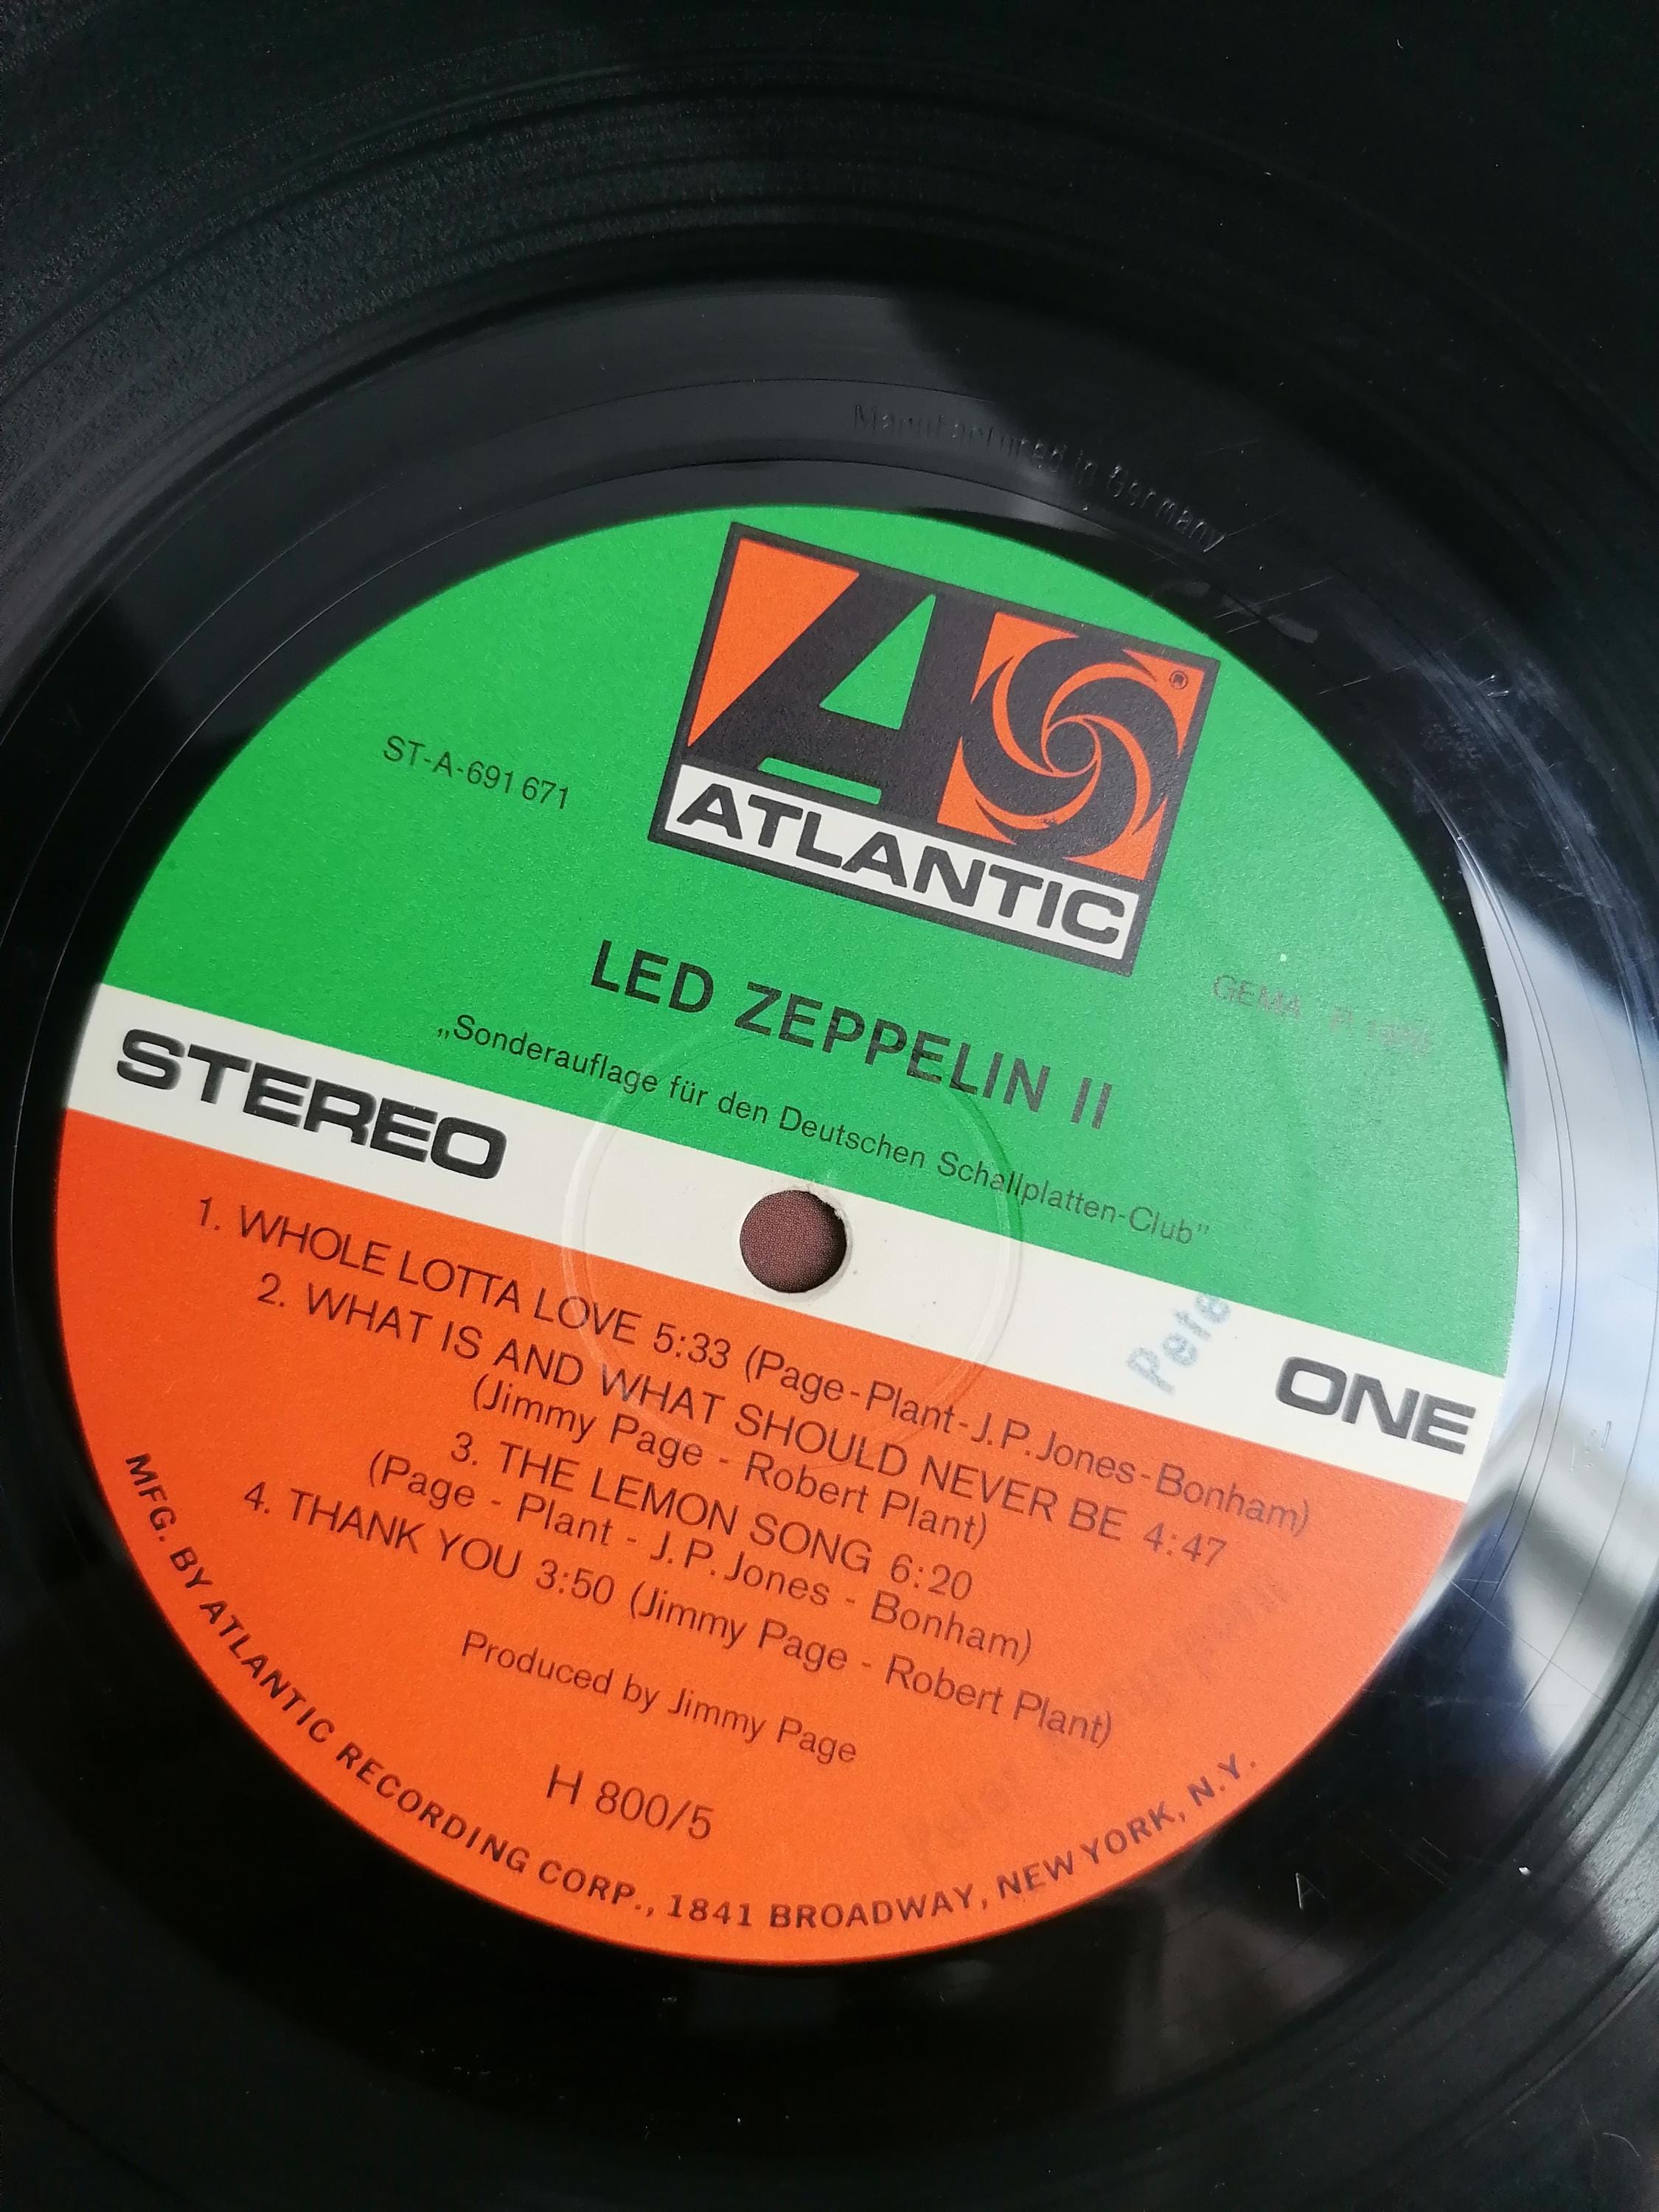 Manufactured in Germany
®
ATLANTIC
ST-A-691 671
GEMA
LED ZEPPELIN II
„Sonderauflage für den Deutschen Schallplatten-Club”
STEREO
ONE
Pete
1. WHOLE LOTTA LOVE 5:33 (Page-Plant-J.P.Jones-Bonham)
2. WHAT IS AND WHAT SHOULD NEVER BE 4:47
(Jimmy Page - Robert Plant)
3. THE LEMON SONG 6:20
(Page - Plant - J.P.Jones - Bonham)
4. THANK YOU 3:50 (Jimmy Page - Robert Plant)
Produced by Jimmy Page
H 800/5
MFG. BY ATLANTIC RECORDING CORP., 1841 BROADWAY, NEW YORK, N.Y.